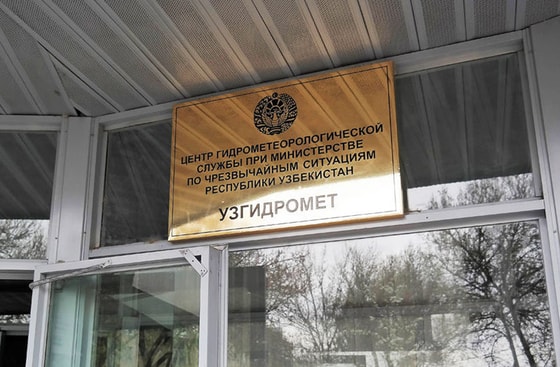 ЦЕНТР ГИДРОМЕТЕОРОЛОГИЧЕСКОЙ
СЛУЖБЫ ПРИ МИНИСТЕРСТВЕ
ПО ЧРЕЗВЫЧАЙНЫМ СИТУАЦИЯМ
РЕСПУБЛИКИ УЗБЕКИСТАН
УЗГИДРОМЕТ